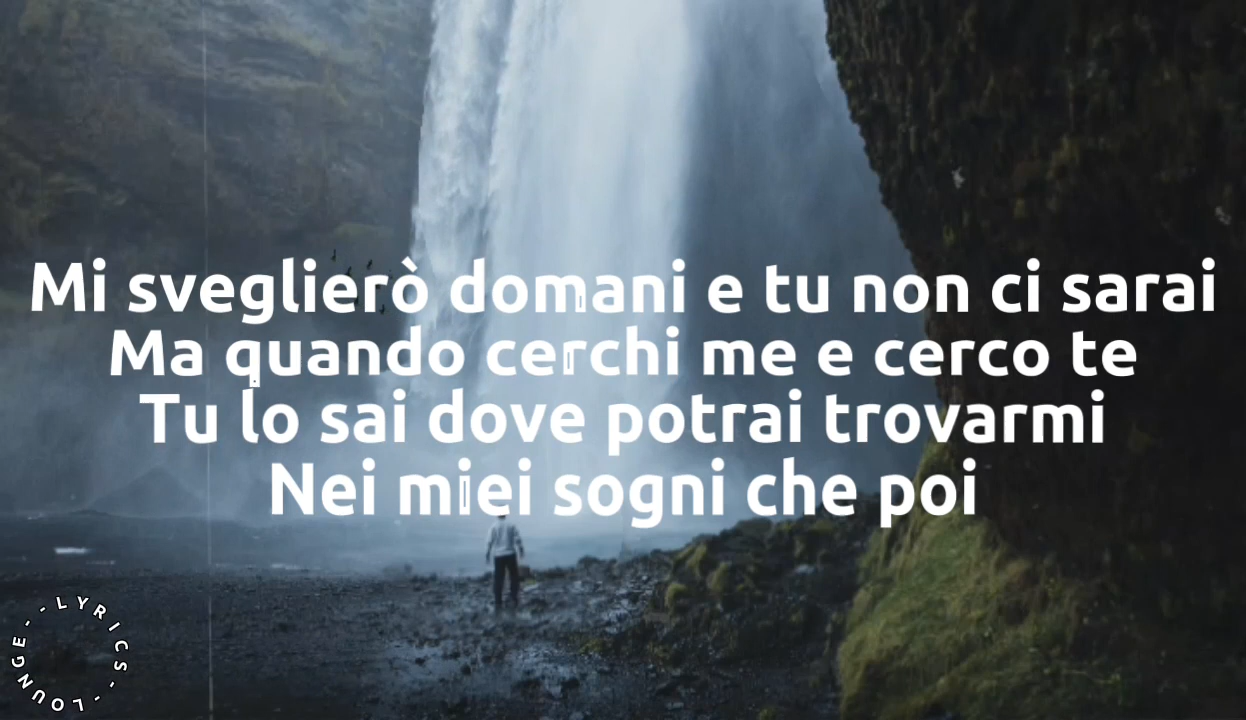 Mi sveglierò domani e tu non ci sarai
Ma quando cerchi me e cerco te
Tu lo sai dove potrai trovarmi
Nei miei sogni che poi
- LYRICS - LOUNGE